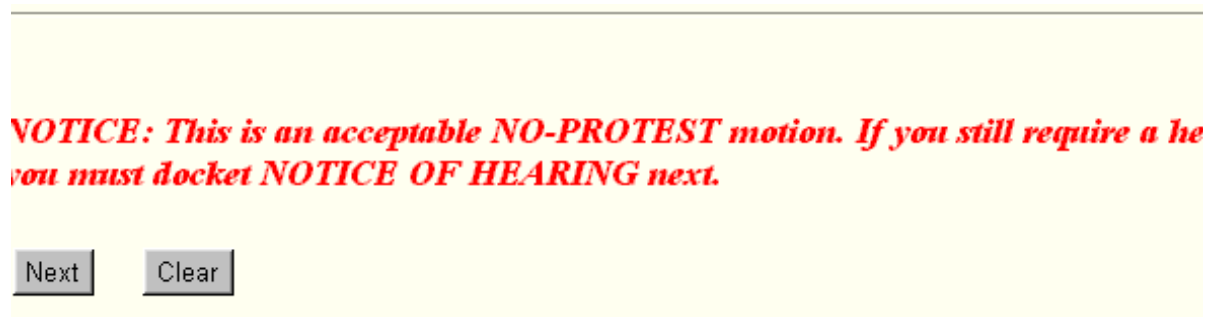 NOTICE: This is an acceptable NO-PROTEST motion. If you still require a he
you must docket NOTICE OF HEARING next.
Next Clear